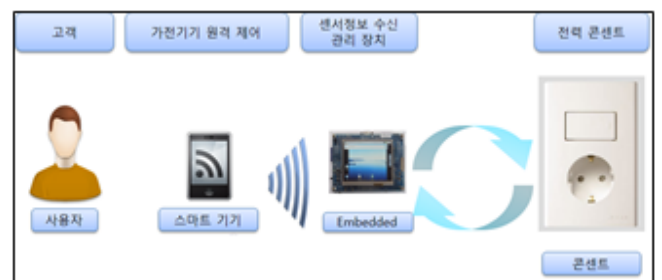 고객
가전기기 원격 제어
센서정보 수신
관리 장치
전력 콘센트
사용자
스마트 기기
Embedded
콘센트